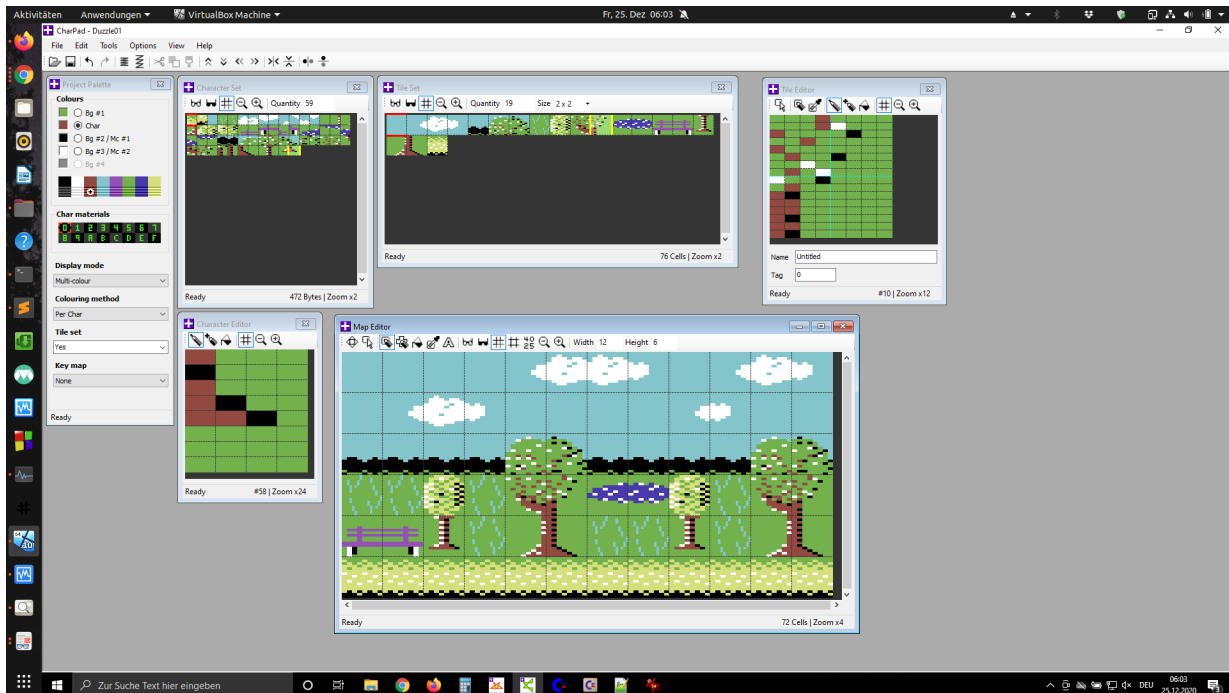 Aktivitäten Anwendungen VirtualBox Machine Fr, 25. Dez 06:03
CharPad - Duzzle01
File Edit Tools Options View Help
Project Palette
Colours
Bg #1
Char
Bg #2 / Mc #1
Bg #3 / Mc #2
Bg #4
Char materials
0 1 2 3 4 5 6 7
8 9 A B C D E F
Display mode
Multi-colour
Colouring method
Per Char
Tile set
Yes
Key map
None
Ready
Character Set
Quantity 59
Ready 472 Bytes | Zoom x2
Tile Set
Quantity 19 Size 2 x 2
Ready 76 Cells | Zoom x2
Tile Editor
Name Untitled
Tag 0
Ready #10 | Zoom x12
Character Editor
Ready #58 | Zoom x24
Map Editor
40
25
Width 12 Height 6
Ready 72 Cells | Zoom x4
Zur Suche Text hier eingeben
DEU
06:03
25.12.2020